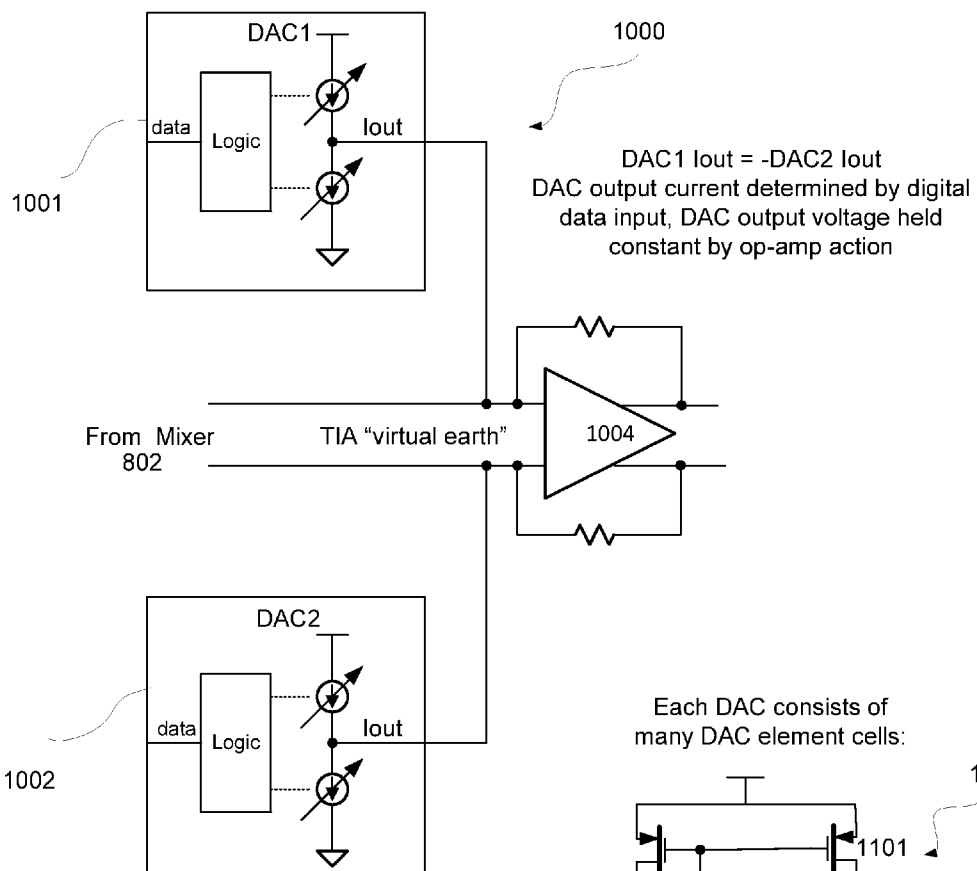 DAC1
1000
data
Logic
Iout
1001
DAC1 Iout = -DAC2 Iout
DAC output current determined by digital
data input, DAC output voltage held
constant by op-amp action
From Mixer
802
TIA “virtual earth”
1004
DAC2
data
Logic
Iout
1002
Each DAC consists of
many DAC element cells:
1
1101